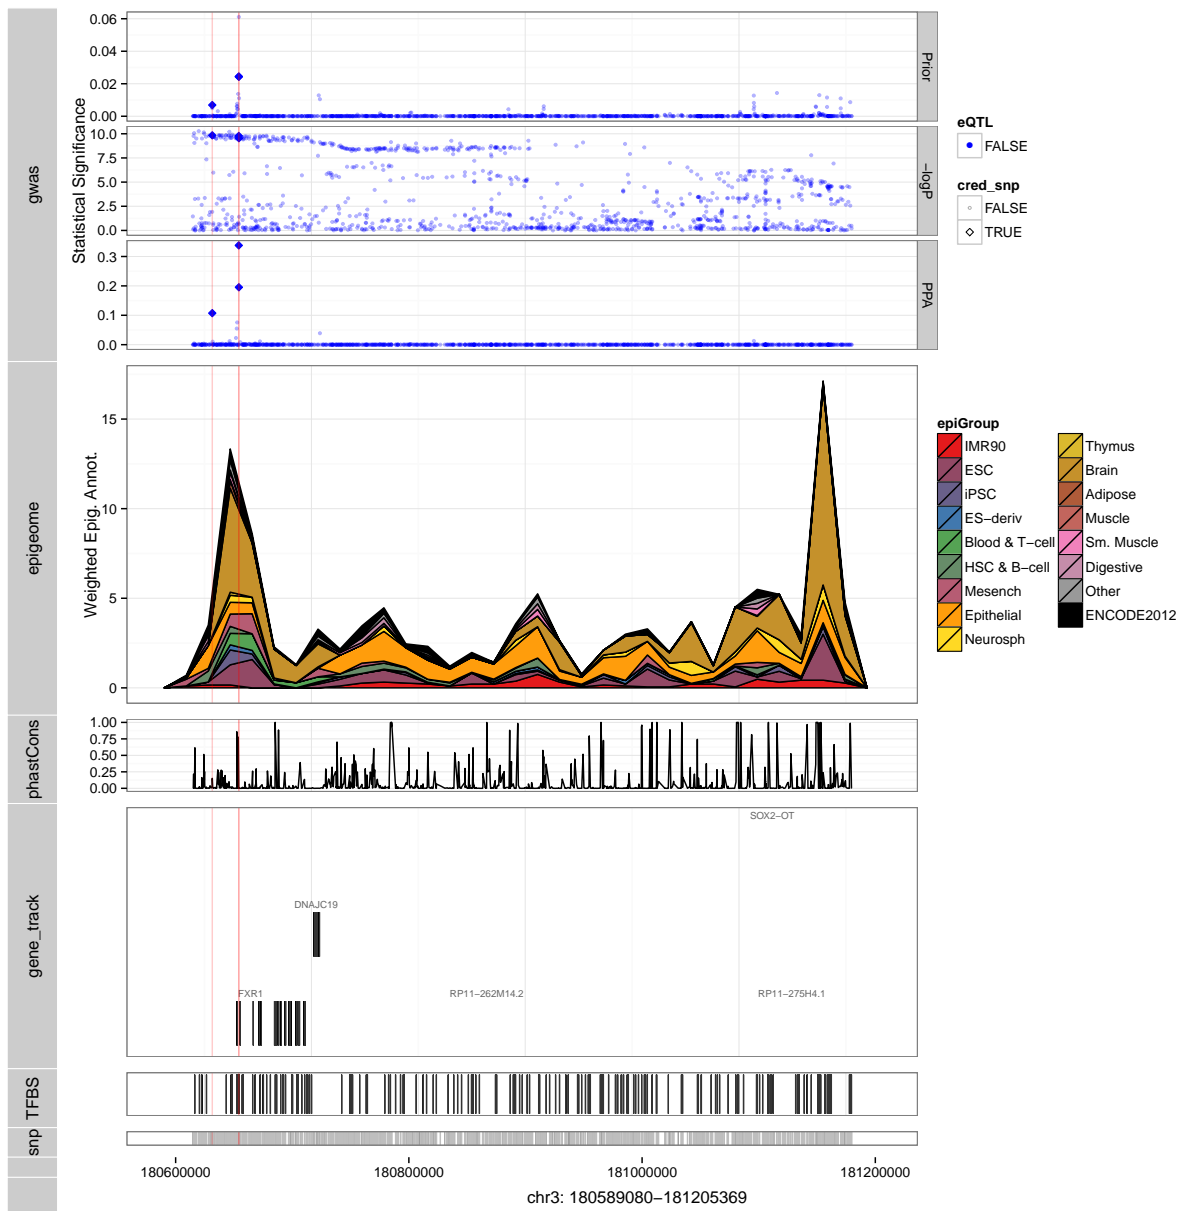 gwas
Statistical Significance
0.06
0.04
0.02
0.00
Prior
10.0
7.5
5.0
2.5
0.0
−logP
0.3
0.2
0.1
0.0
PPA
eQTL
FALSE
cred_snp
FALSE
TRUE
epigeome
Weighted Epig. Annot.
15
10
5
0
epiGroup
IMR90
ESC
iPSC
ES−deriv
Blood & T−cell
HSC & B−cell
Mesench
Epithelial
Neurosph
Thymus
Brain
Adipose
Muscle
Sm. Muscle
Digestive
Other
ENCODE2012
phastCons
1.00
0.75
0.50
0.25
0.00
gene_track
SOX2−OT
DNAJC19
FXR1
RP11−262M14.2
RP11−275H4.1
TFBS
snp
180600000
180800000
181000000
181200000
chr3: 180589080−181205369